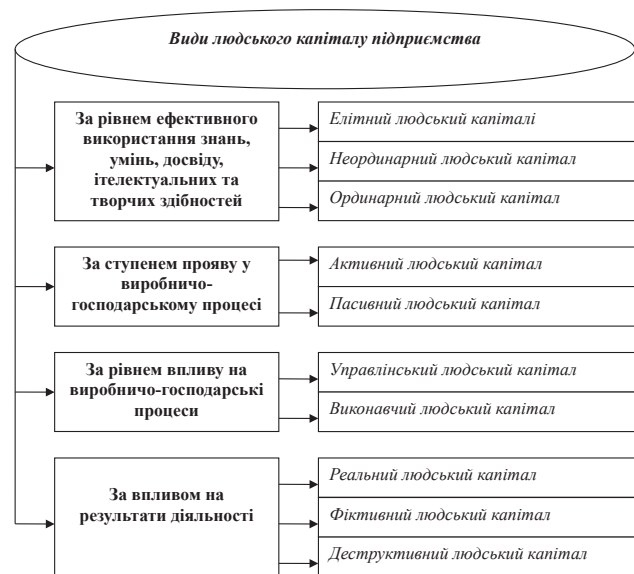 Види людського капіталу підприємства
За рівнем ефективного
використання знань,
умінь, досвіду,
ітелектуальних та
творчих здібностей
Елітний людський капіталі
Неординарний людський капітал
Ординарний людський капітал
За ступенем прояву у
виробничо-
господарському процесі
Активний людський капітал
Пасивний людський капітал
За рівнем впливу на
виробничо-господарські
процеси
Управлінський людський капітал
Виконавчий людський капітал
За впливом на
результати діяльності
Реальний людський капітал
Фіктивний людський капітал
Деструктивний людський капітал